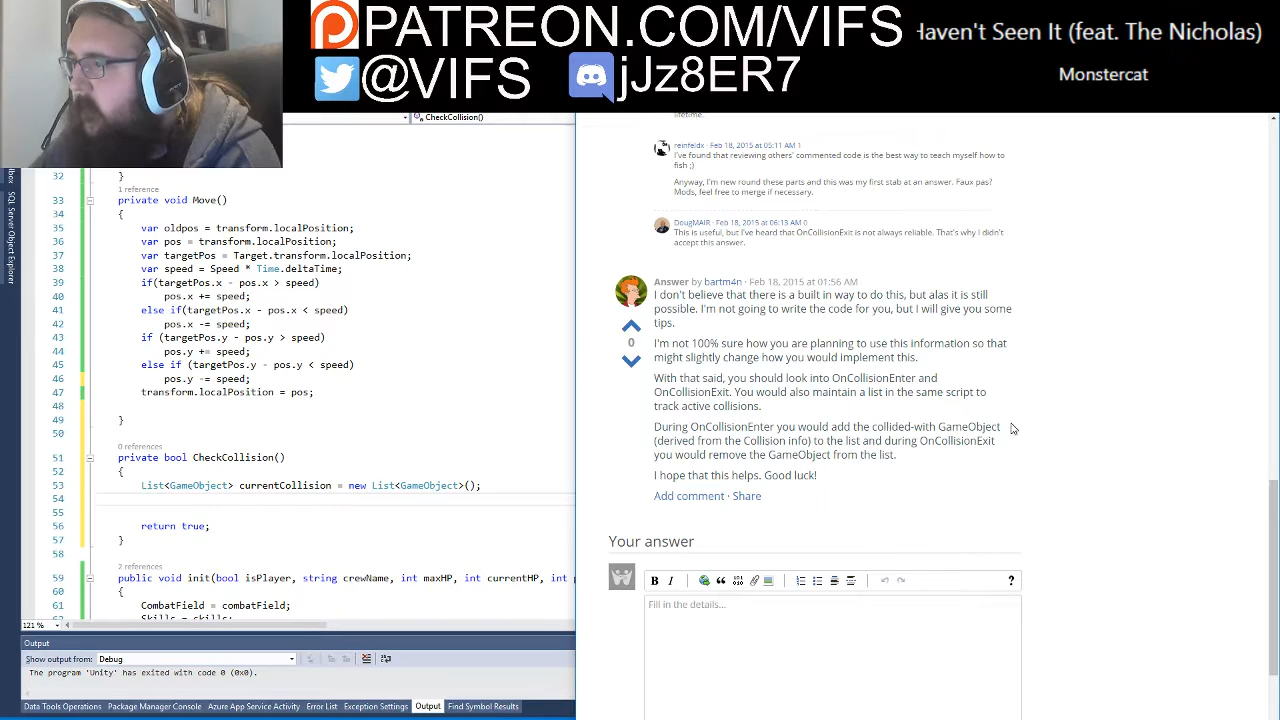 PATREON.COM/VIFS
@VIFS
jJz8ER7
Haven't Seen It (feat. The Nicholas)
Monstercat
CheckCollision()
lifetime.
reinfeldx · Feb 18, 2015 at 05:11 AM 1
I've found that reviewing others' commented code is the best way to teach myself how to
fish ;)
Anyway, I'm new round these parts and this was my first stab at an answer. Faux pas?
Mods, feel free to merge if necessary.
DougMAIR · Feb 18, 2015 at 06:13 AM 0
This is useful, but I've heard that OnCollisionExit is not always reliable. That's why I didn't
accept this answer.
Answer by bartm4n · Feb 18, 2015 at 01:56 AM
I don't believe that there is a built in way to do this, but alas it is still
possible. I'm not going to write the code for you, but I will give you some
tips.
0
I'm not 100% sure how you are planning to use this information so that
might slightly change how you would implement this.
With that said, you should look into OnCollisionEnter and
OnCollisionExit. You would also maintain a list in the same script to
track active collisions.
During OnCollisionEnter you would add the collided-with GameObject
(derived from the Collision info) to the list and during OnCollisionExit
you would remove the GameObject from the list.
I hope that this helps. Good luck!
Add comment · Share
Your answer
B I ?
Fill in the details...
SQL Server Object Explorer
32 }
1 reference
33 private void Move()
34 {
35 var oldpos = transform.localPosition;
36 var pos = transform.localPosition;
37 var targetPos = Target.transform.localPosition;
38 var speed = Speed * Time.deltaTime;
39 if(targetPos.x - pos.x > speed)
40 pos.x += speed;
41 else if(targetPos.x - pos.x < speed)
42 pos.x -= speed;
43 if (targetPos.y - pos.y > speed)
44 pos.y += speed;
45 else if (targetPos.y - pos.y < speed)
46 pos.y -= speed;
47 transform.localPosition = pos;
48
49 }
50
0 references
51 private bool CheckCollision()
52 {
53 List<GameObject> currentCollision = new List<GameObject>();
54
55
56 return true;
57 }
58
2 references
59 public void init(bool isPlayer, string crewName, int maxHP, int currentHP, int
60 {
61 CombatField = combatField;
Skills = skills;
121 %
Output
Show output from: Debug
The program 'Unity' has exited with code 0 (0x0).
Data Tools Operations Package Manager Console Azure App Service Activity Error List Exception Settings Output Find Symbol Results